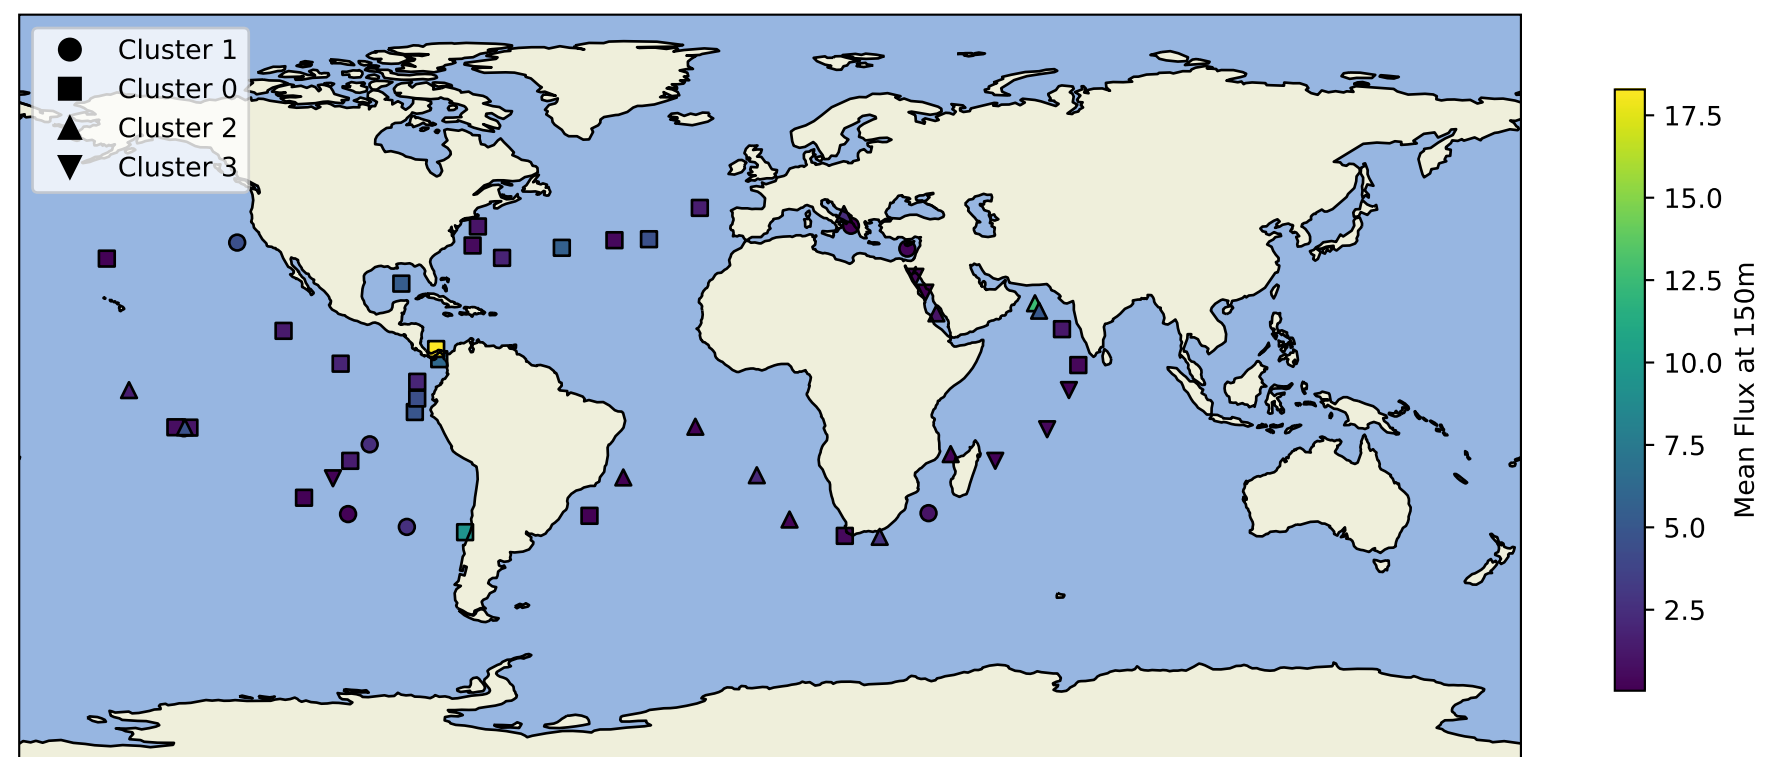 Cluster 1
Cluster 0
Cluster 2
Cluster 3
17.5
15.0
12.5
10.0
7.5
5.0
2.5
Mean Flux at 150m